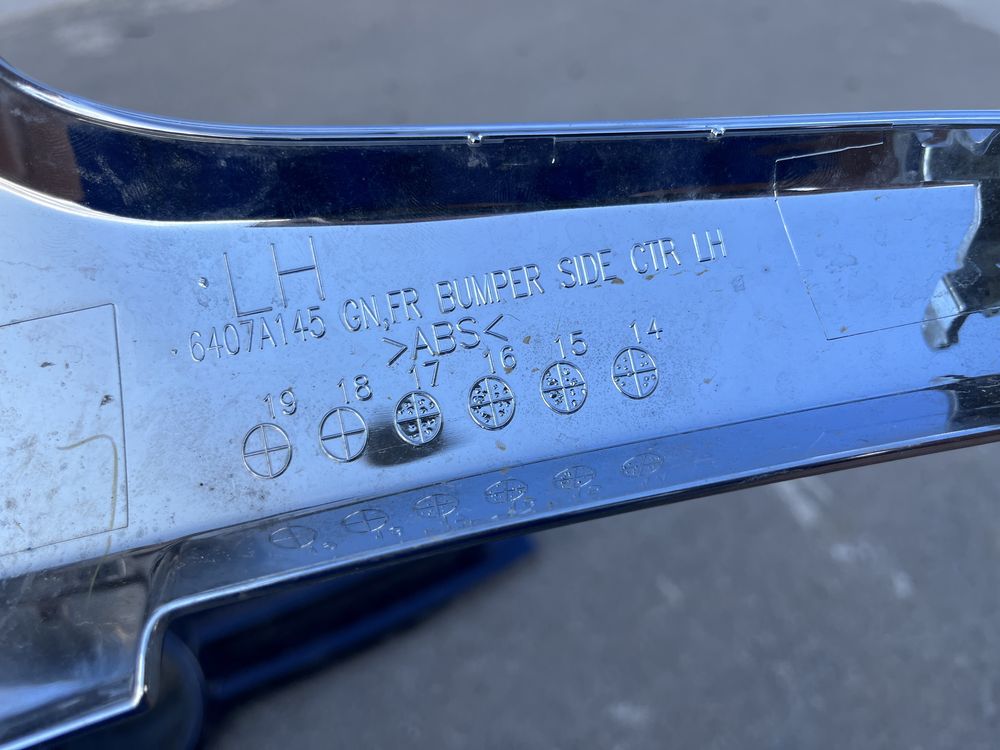 LH
6407A145 GN,FR BUMPER SIDE CTR LH
>ABS<
19 18 17 16 15 14